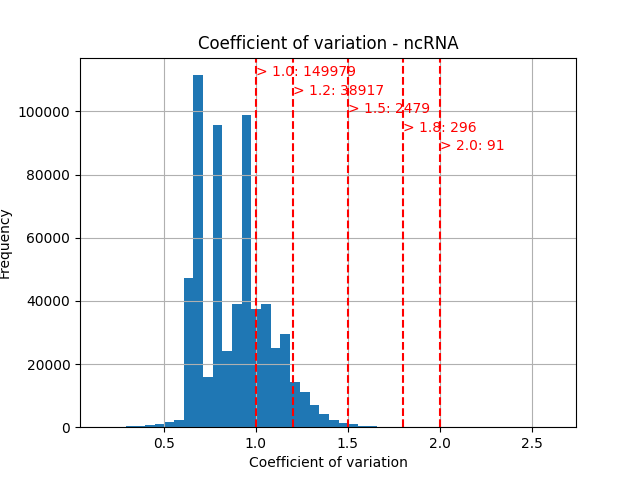 Coefficient of variation - ncRNA
> 1.0: 149979
> 1.2: 38917
> 1.5: 2479
> 1.8: 296
> 2.0: 91
100000
80000
60000
40000
20000
0
Frequency
0.5 1.0 1.5 2.0 2.5
Coefficient of variation